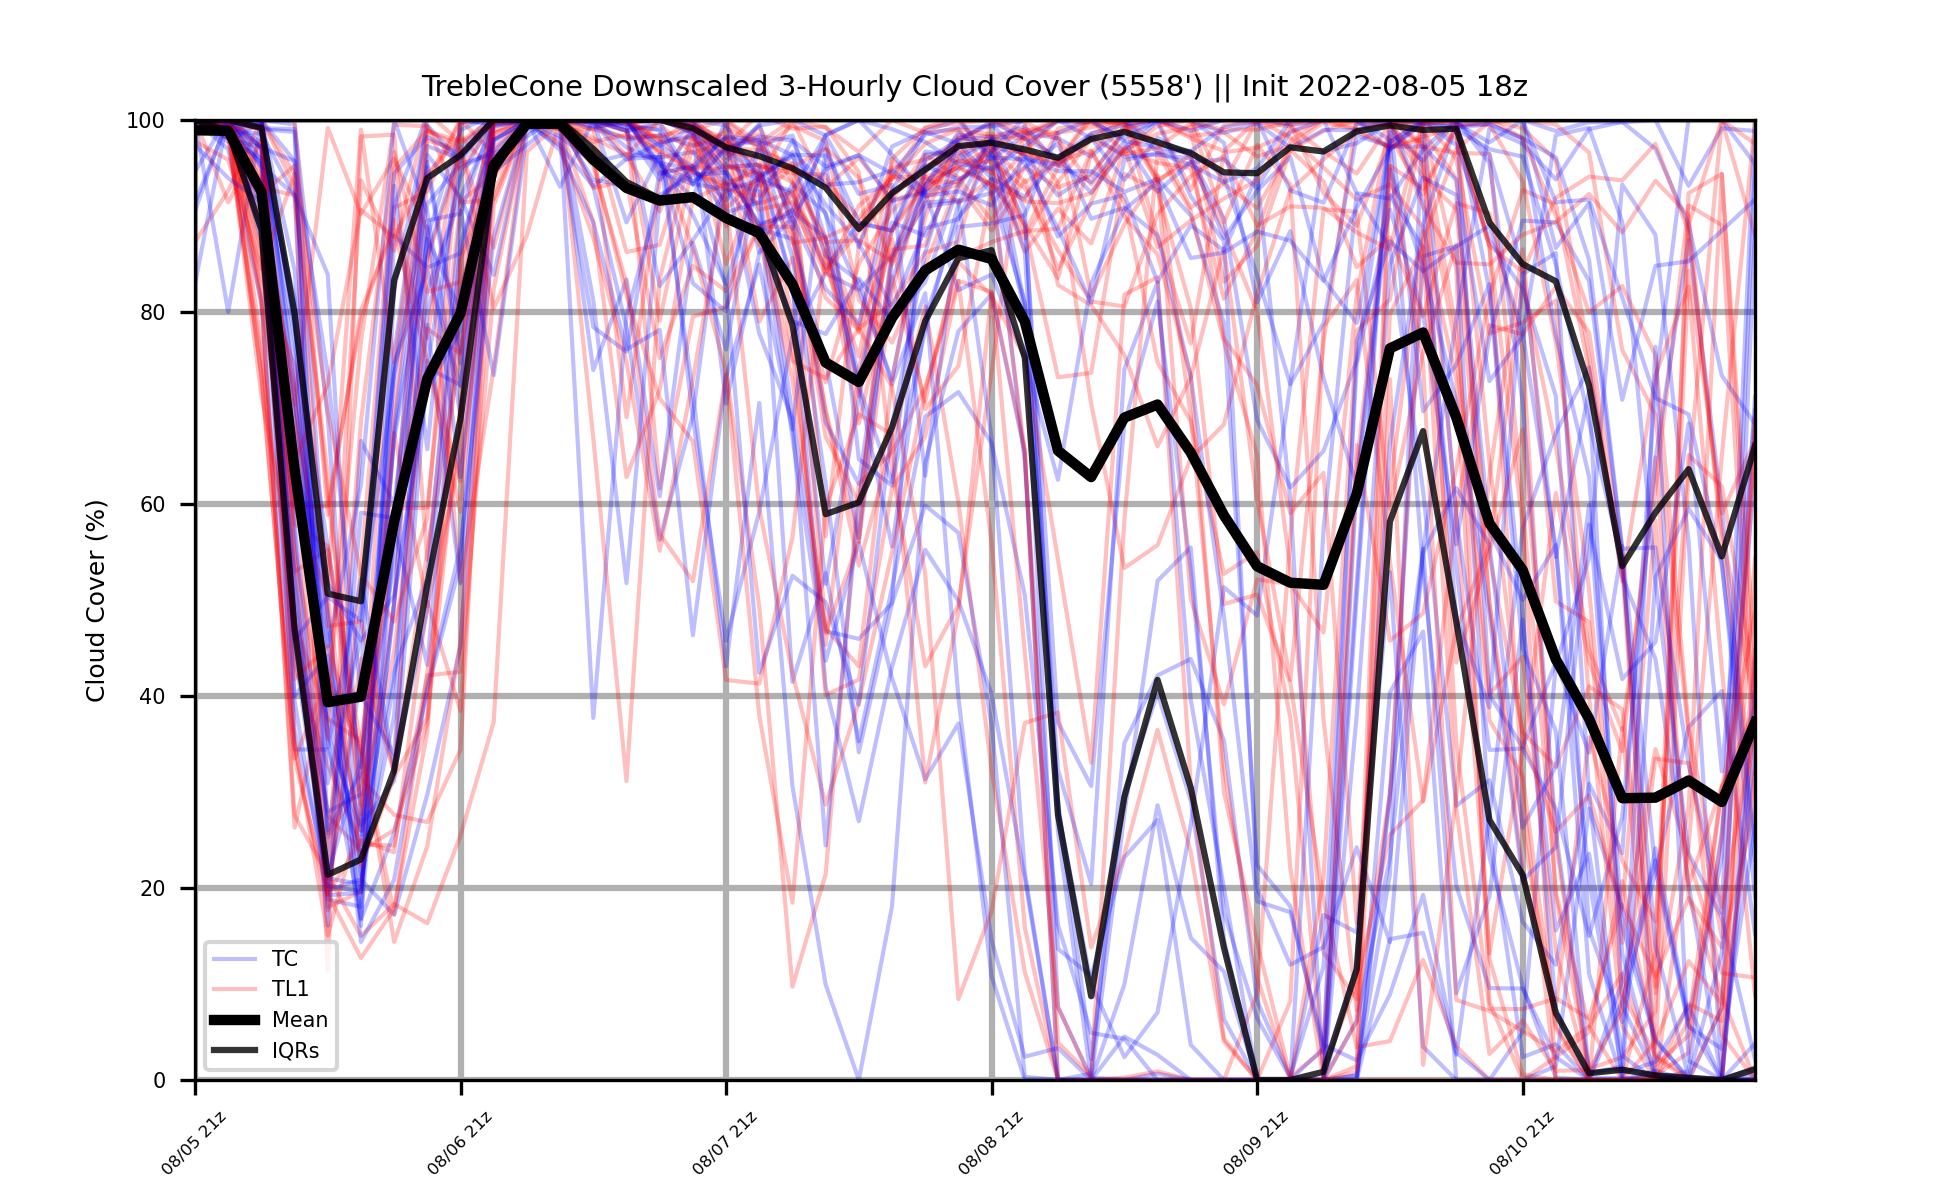 TrebleCone Downscaled 3-Hourly Cloud Cover (5558') || Init 2022-08-05 18z
Cloud Cover (%)
100
80
60
40
20
0
TC
TL1
Mean
IQRs
08/05 21z
08/06 21z
08/07 21z
08/08 21z
08/09 21z
08/10 21z